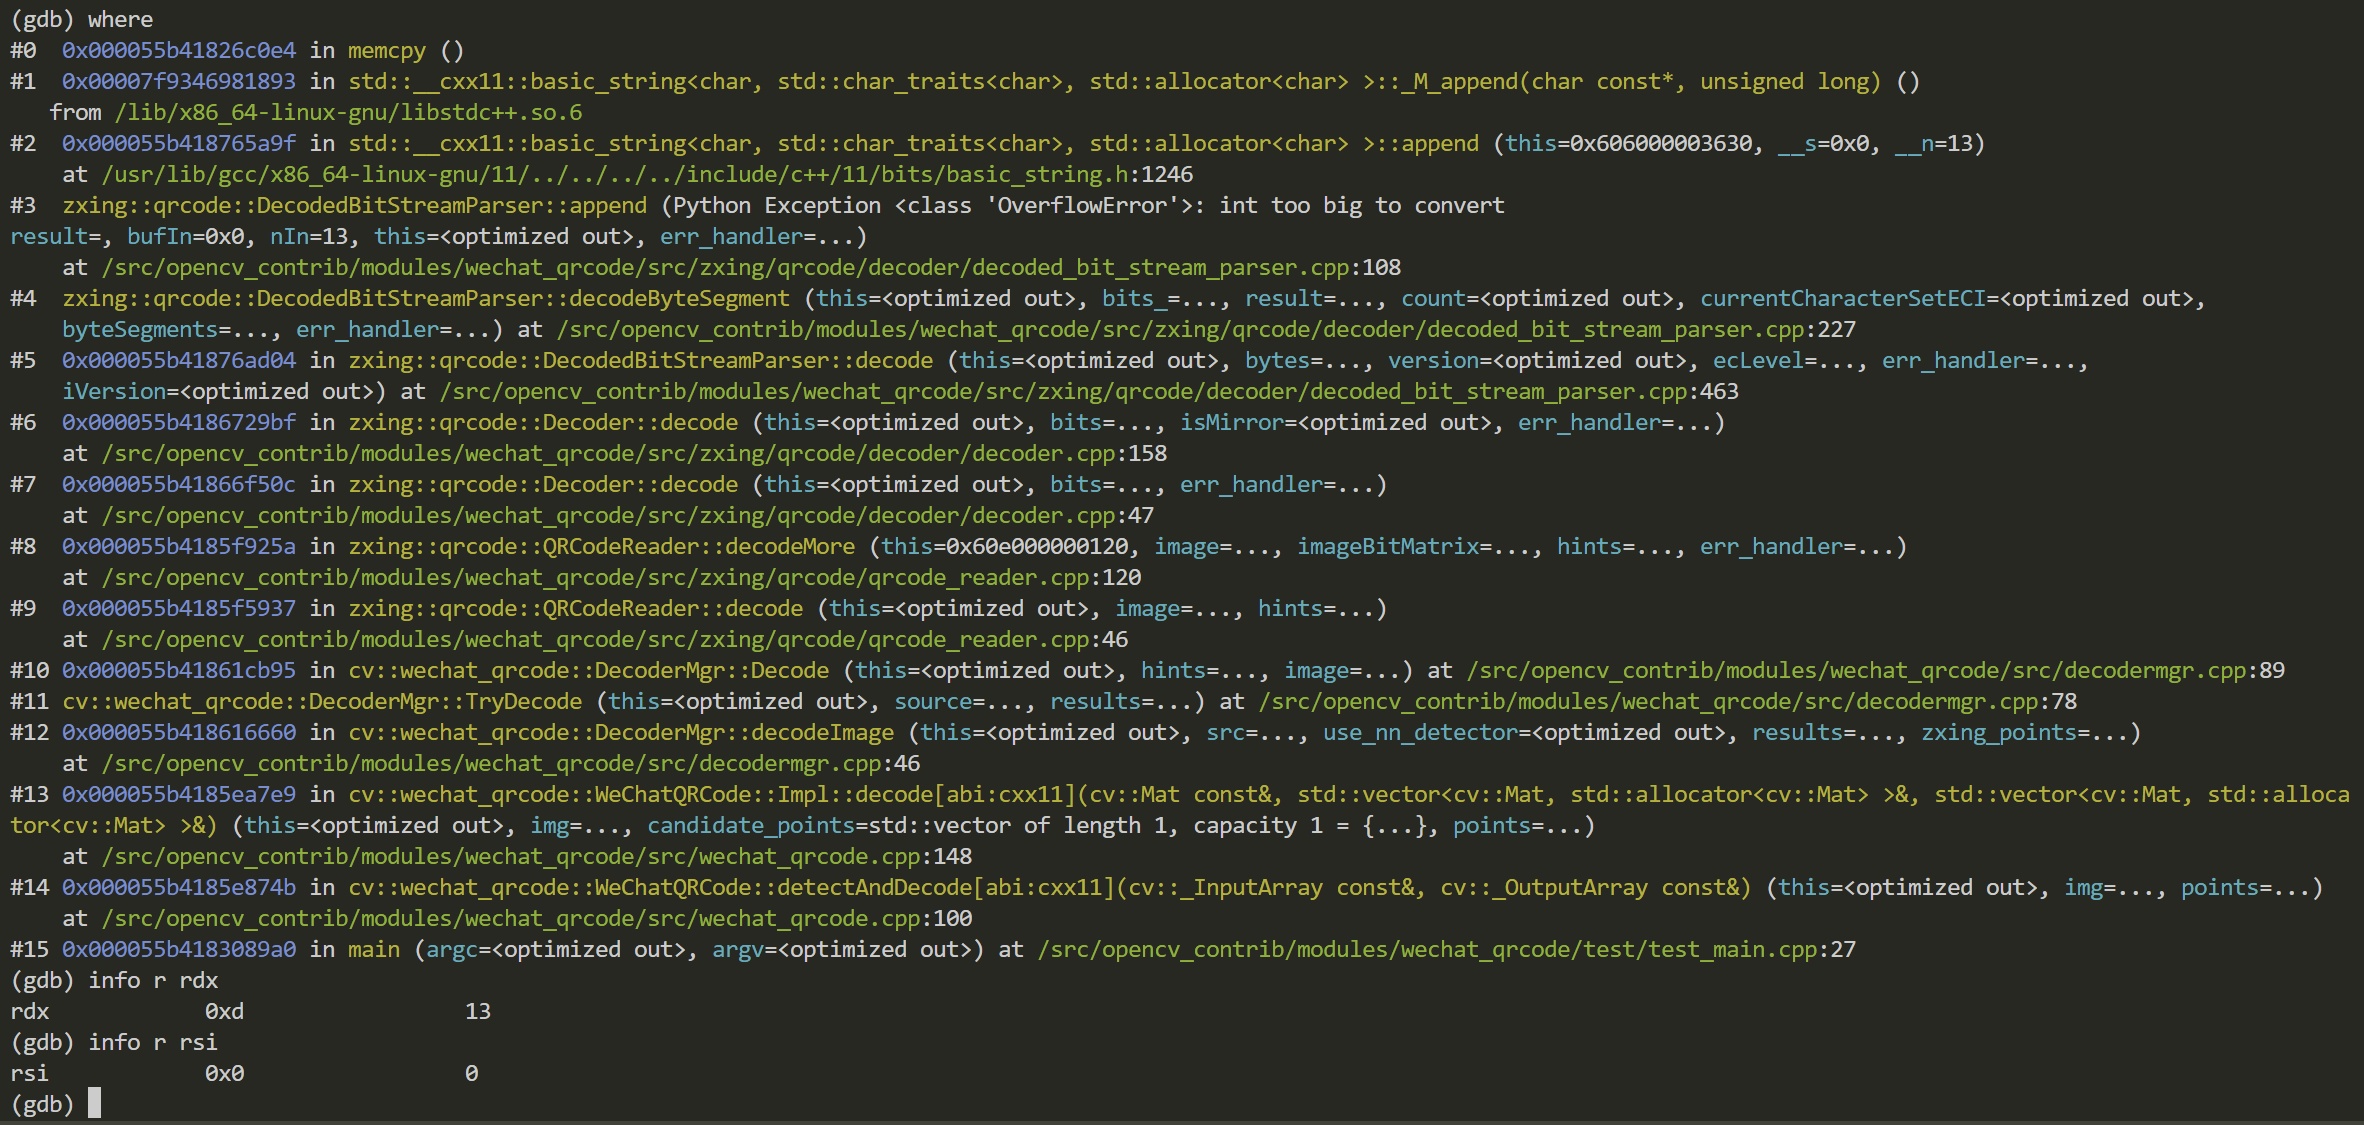 (gdb) where
#0  0x000055b41826c0e4 in memcpy ()
#1  0x00007f9346981893 in std::__cxx11::basic_string<char, std::char_traits<char>, std::allocator<char> >::_M_append(char const*, unsigned long) ()
   from /lib/x86_64-linux-gnu/libstdc++.so.6
#2  0x000055b418765a9f in std::__cxx11::basic_string<char, std::char_traits<char>, std::allocator<char> >::append (this=0x606000003630, __s=0x0, __n=13)
    at /usr/lib/gcc/x86_64-linux-gnu/11/../../../../include/c++/11/bits/basic_string.h:1246
#3  zxing::qrcode::DecodedBitStreamParser::append (Python Exception <class 'OverflowError'>: int too big to convert
result=, bufIn=0x0, nIn=13, this=<optimized out>, err_handler=...)
    at /src/opencv_contrib/modules/wechat_qrcode/src/zxing/qrcode/decoder/decoded_bit_stream_parser.cpp:108
#4  zxing::qrcode::DecodedBitStreamParser::decodeByteSegment (this=<optimized out>, bits_=..., result=..., count=<optimized out>, currentCharacterSetECI=<optimized out>,
    byteSegments=..., err_handler=...) at /src/opencv_contrib/modules/wechat_qrcode/src/zxing/qrcode/decoder/decoded_bit_stream_parser.cpp:227
#5  0x000055b41876ad04 in zxing::qrcode::DecodedBitStreamParser::decode (this=<optimized out>, bytes=..., version=<optimized out>, ecLevel=..., err_handler=...,
    iVersion=<optimized out>) at /src/opencv_contrib/modules/wechat_qrcode/src/zxing/qrcode/decoder/decoded_bit_stream_parser.cpp:463
#6  0x000055b4186729bf in zxing::qrcode::Decoder::decode (this=<optimized out>, bits=..., isMirror=<optimized out>, err_handler=...)
    at /src/opencv_contrib/modules/wechat_qrcode/src/zxing/qrcode/decoder/decoder.cpp:158
#7  0x000055b41866f50c in zxing::qrcode::Decoder::decode (this=<optimized out>, bits=..., err_handler=...)
    at /src/opencv_contrib/modules/wechat_qrcode/src/zxing/qrcode/decoder/decoder.cpp:47
#8  0x000055b4185f925a in zxing::qrcode::QRCodeReader::decodeMore (this=0x60e000000120, image=..., imageBitMatrix=..., hints=..., err_handler=...)
    at /src/opencv_contrib/modules/wechat_qrcode/src/zxing/qrcode/qrcode_reader.cpp:120
#9  0x000055b4185f5937 in zxing::qrcode::QRCodeReader::decode (this=<optimized out>, image=..., hints=...)
    at /src/opencv_contrib/modules/wechat_qrcode/src/zxing/qrcode/qrcode_reader.cpp:46
#10 0x000055b41861cb95 in cv::wechat_qrcode::DecoderMgr::Decode (this=<optimized out>, hints=..., image=...) at /src/opencv_contrib/modules/wechat_qrcode/src/decodermgr.cpp:89
#11 cv::wechat_qrcode::DecoderMgr::TryDecode (this=<optimized out>, source=..., results=...) at /src/opencv_contrib/modules/wechat_qrcode/src/decodermgr.cpp:78
#12 0x000055b418616660 in cv::wechat_qrcode::DecoderMgr::decodeImage (this=<optimized out>, src=..., use_nn_detector=<optimized out>, results=..., zxing_points=...)
    at /src/opencv_contrib/modules/wechat_qrcode/src/decodermgr.cpp:46
#13 0x000055b4185ea7e9 in cv::wechat_qrcode::WeChatQRCode::Impl::decode[abi:cxx11](cv::Mat const&, std::vector<cv::Mat, std::allocator<cv::Mat> >&, std::vector<cv::Mat, std::alloca
tor<cv::Mat> >&) (this=<optimized out>, img=..., candidate_points=std::vector of length 1, capacity 1 = {...}, points=...)
    at /src/opencv_contrib/modules/wechat_qrcode/src/wechat_qrcode.cpp:148
#14 0x000055b4185e874b in cv::wechat_qrcode::WeChatQRCode::detectAndDecode[abi:cxx11](cv::_InputArray const&, cv::_OutputArray const&) (this=<optimized out>, img=..., points=...)
    at /src/opencv_contrib/modules/wechat_qrcode/src/wechat_qrcode.cpp:100
#15 0x000055b4183089a0 in main (argc=<optimized out>, argv=<optimized out>) at /src/opencv_contrib/modules/wechat_qrcode/test/test_main.cpp:27
(gdb) info r rdx
rdx            0xd                 13
(gdb) info r rsi
rsi            0x0                 0
(gdb)